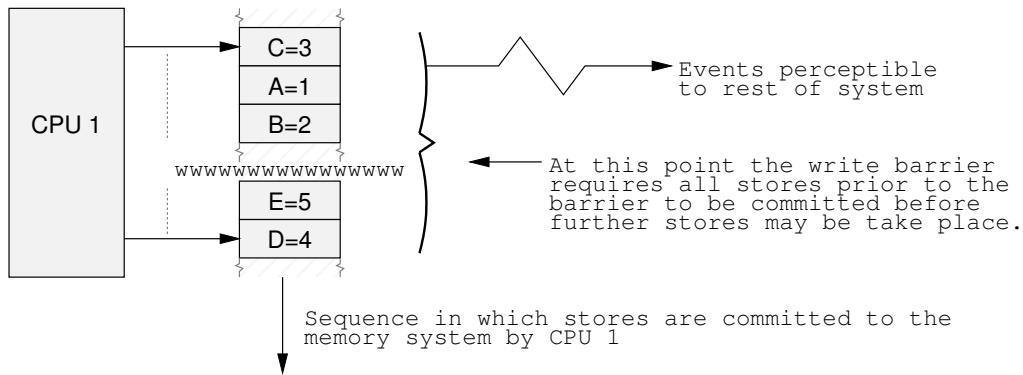 CPU 1
C=3
A=1
B=2
wwwwwwwwwwwwwwww
E=5
D=4
Events perceptible
to rest of system
At this point the write barrier
requires all stores prior to the
barrier to be committed before
further stores may be take place.
Sequence in which stores are committed to the
memory system by CPU 1